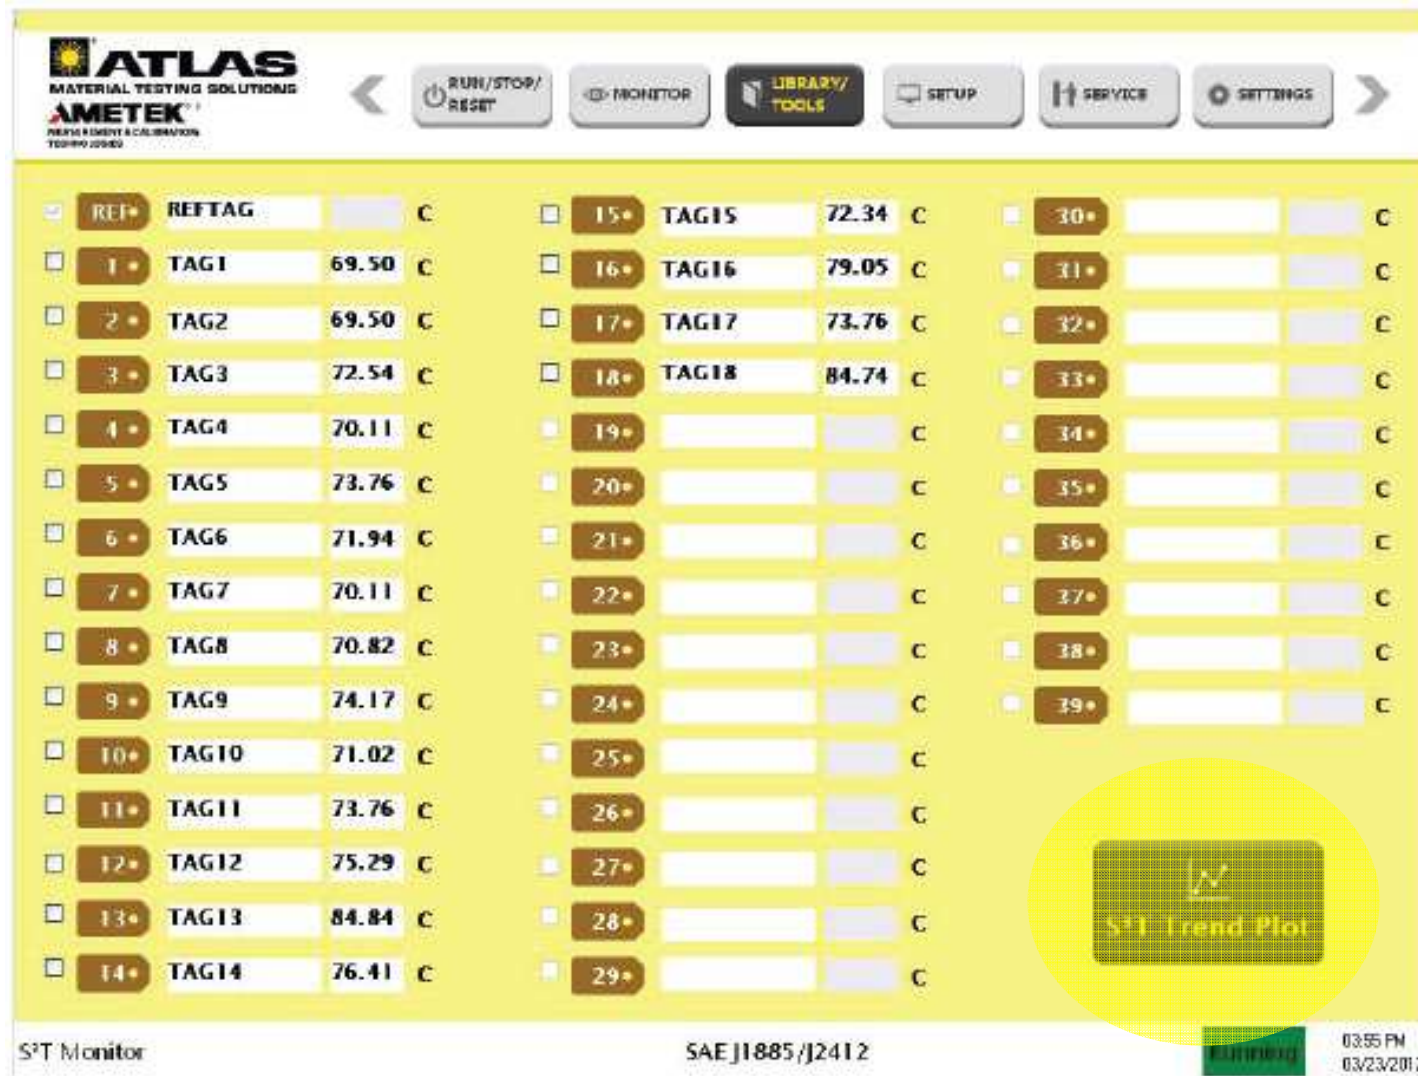 ATLAS
MATERIAL TESTING SOLUTIONS
AMETEK
MEASUREMENT & CALIBRATION
TECHNOLOGIES
RUN/STOP/
RESET
MONITOR
LIBRARY/
TOOLS
SETUP
SERVICE
SETTINGS
REF REFTAG C
1 TAG1 69.50 C
2 TAG2 69.50 C
3 TAG3 72.54 C
4 TAG4 70.11 C
5 TAG5 73.76 C
6 TAG6 71.94 C
7 TAG7 70.11 C
8 TAG8 70.82 C
9 TAG9 74.17 C
10 TAG10 71.02 C
11 TAG11 73.76 C
12 TAG12 75.29 C
13 TAG13 84.84 C
14 TAG14 76.41 C
15 TAG15 72.34 C
16 TAG16 79.05 C
17 TAG17 73.76 C
18 TAG18 84.74 C
19 C
20 C
21 C
22 C
23 C
24 C
25 C
26 C
27 C
28 C
29 C
30 C
31 C
32 C
33 C
34 C
35 C
36 C
37 C
38 C
39 C
S³T Trend Plot
S³T Monitor
SAE J1885/J2412
Running
03:55 PM
03/23/201